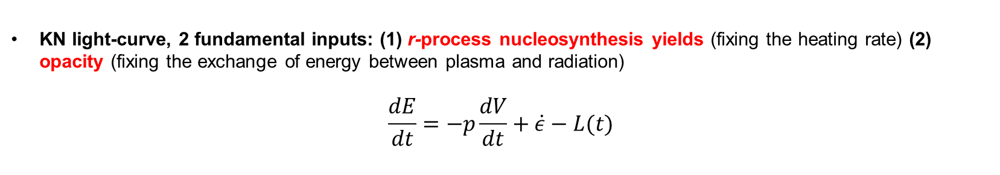 • KN light-curve, 2 fundamental inputs: (1) r-process nucleosynthesis yields (fixing the heating rate) (2)
opacity (fixing the exchange of energy between plasma and radiation)
dE/dt = −p dV/dt + ϵ̇ − L(t)